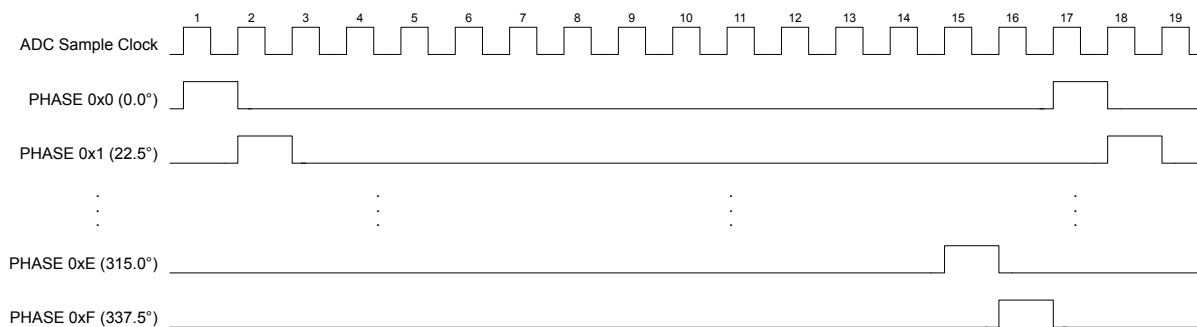 1 2 3 4 5 6 7 8 9 10 11 12 13 14 15 16 17 18 19
ADC Sample Clock
PHASE 0x0 (0.0°)
PHASE 0x1 (22.5°)
PHASE 0xE (315.0°)
PHASE 0xF (337.5°)